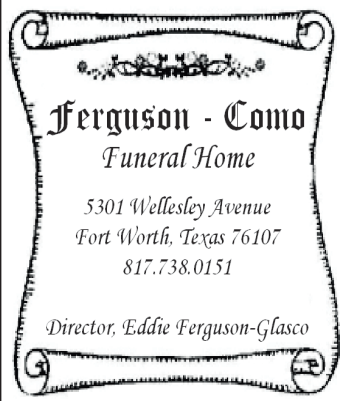 Ferguson - Como
Funeral Home
5301 Wellesley Avenue
Fort Worth, Texas 76107
817.738.0151
Director, Eddie Ferguson-Glasco